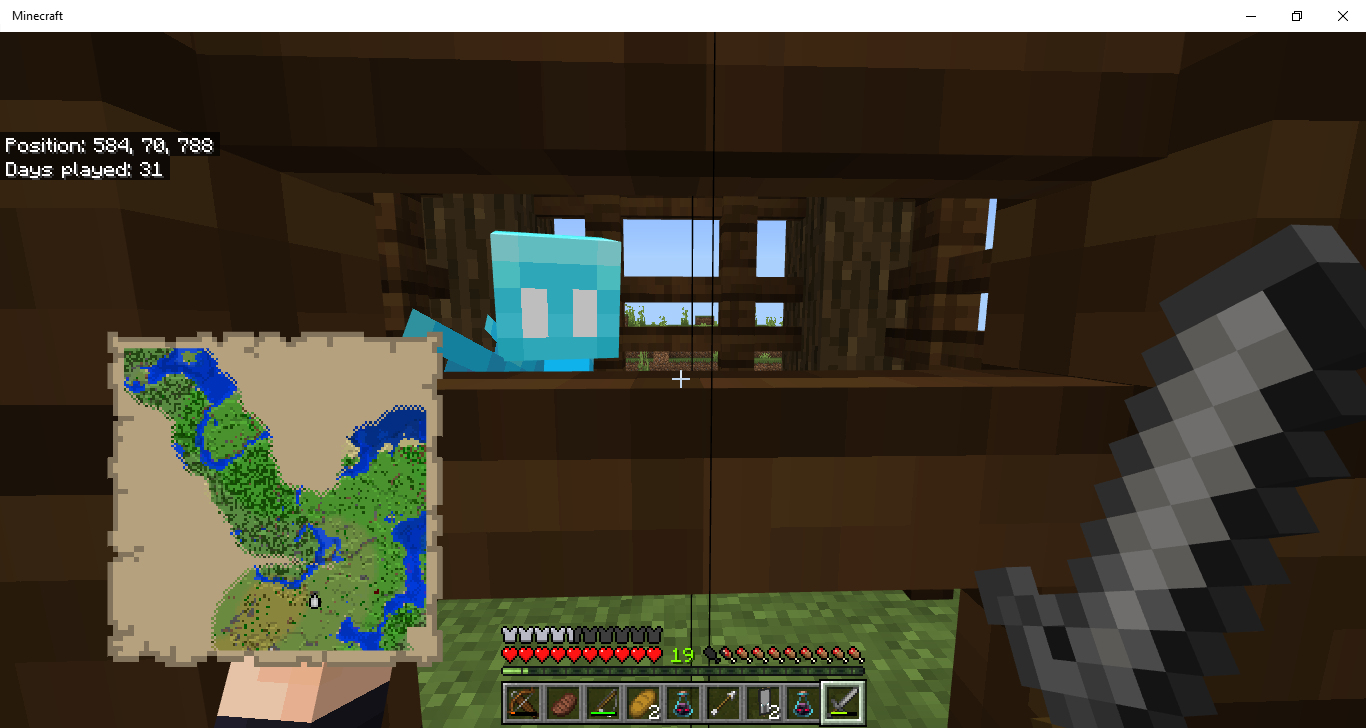 Minecraft
Position: 584, 70, 788
Days played: 31
19
2
2